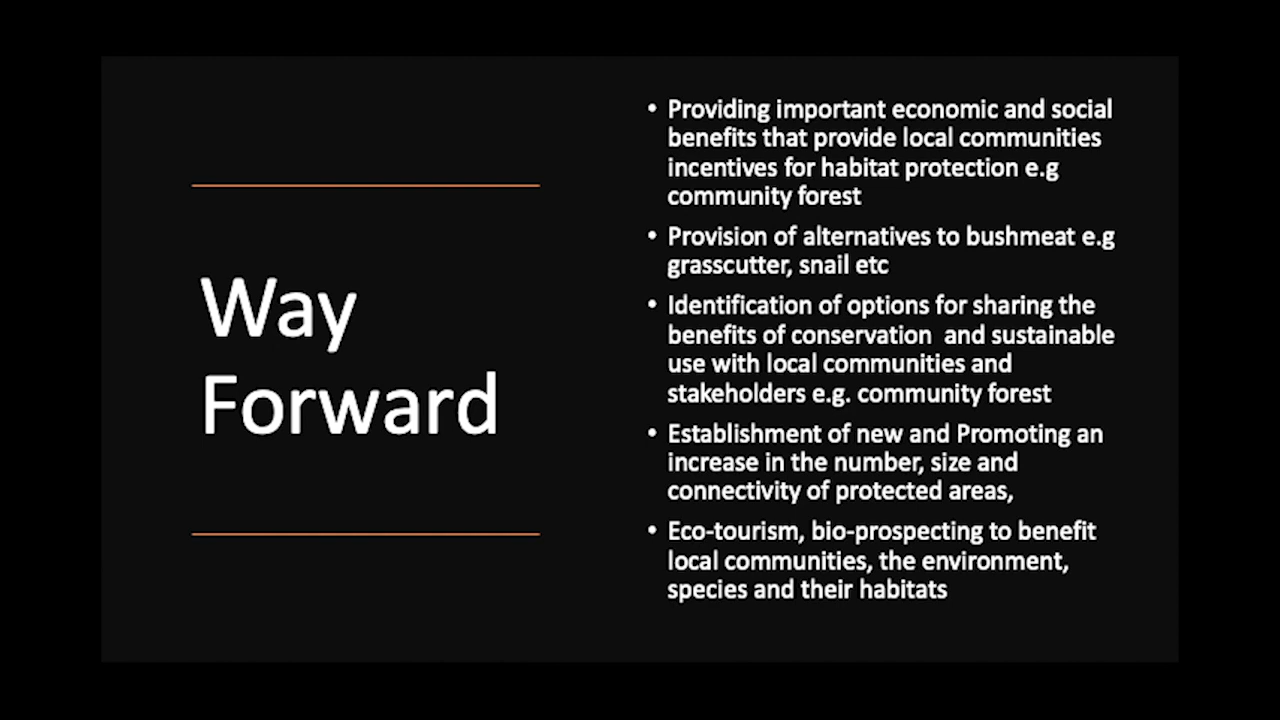 Way
Forward
• Providing important economic and social
benefits that provide local communities
incentives for habitat protection e.g
community forest
• Provision of alternatives to bushmeat e.g
grasscutter, snail etc
• Identification of options for sharing the
benefits of conservation  and sustainable
use with local communities and
stakeholders e.g. community forest
• Establishment of new and Promoting an
increase in the number, size and
connectivity of protected areas,
• Eco-tourism, bio-prospecting to benefit
local communities, the environment,
species and their habitats